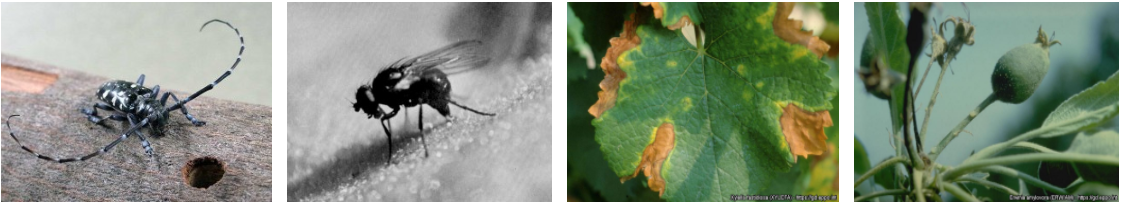 Xylella fastidiosa (XYLEFA) - https://gd.eppo.int
Erwinia amylovora (ERWIAM) - https://gd.eppo.int